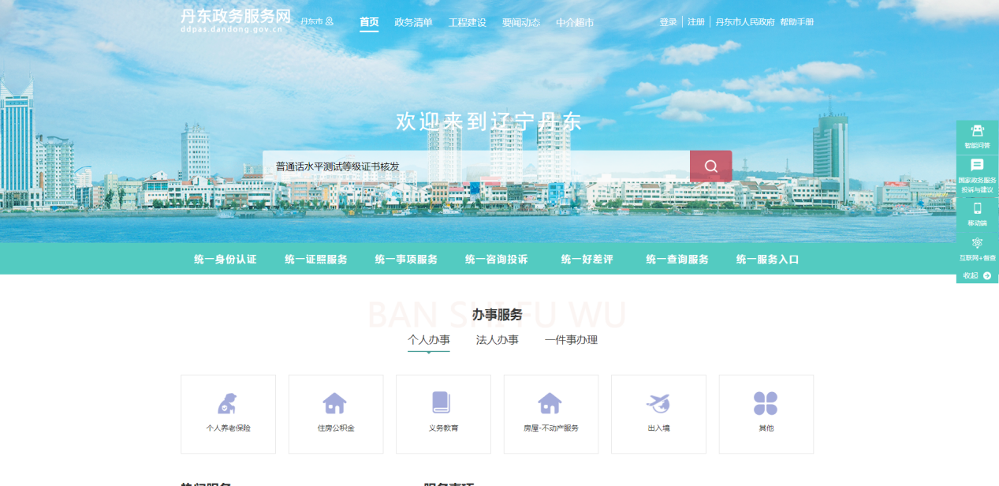 丹东政务服务网
ddpas.dandong.gov.cn
丹东市
首页 政务清单 工程建设 要闻动态 中介超市
登录 注册 丹东市人民政府 帮助手册
欢迎来到辽宁丹东
普通话水平测试等级证书核发
智能问答
国家政务服务
投诉与建议
移动端
互联网+督查
收起
统一身份认证 统一证照服务 统一事项服务 统一咨询投诉 统一好差评 统一查询服务 统一服务入口
BAN SHI FU WU
办事服务
个人办事 法人办事 一件事办理
个人养老保险 住房公积金 义务教育 房屋-不动产服务 出入境 其他
热门服务 服务事项